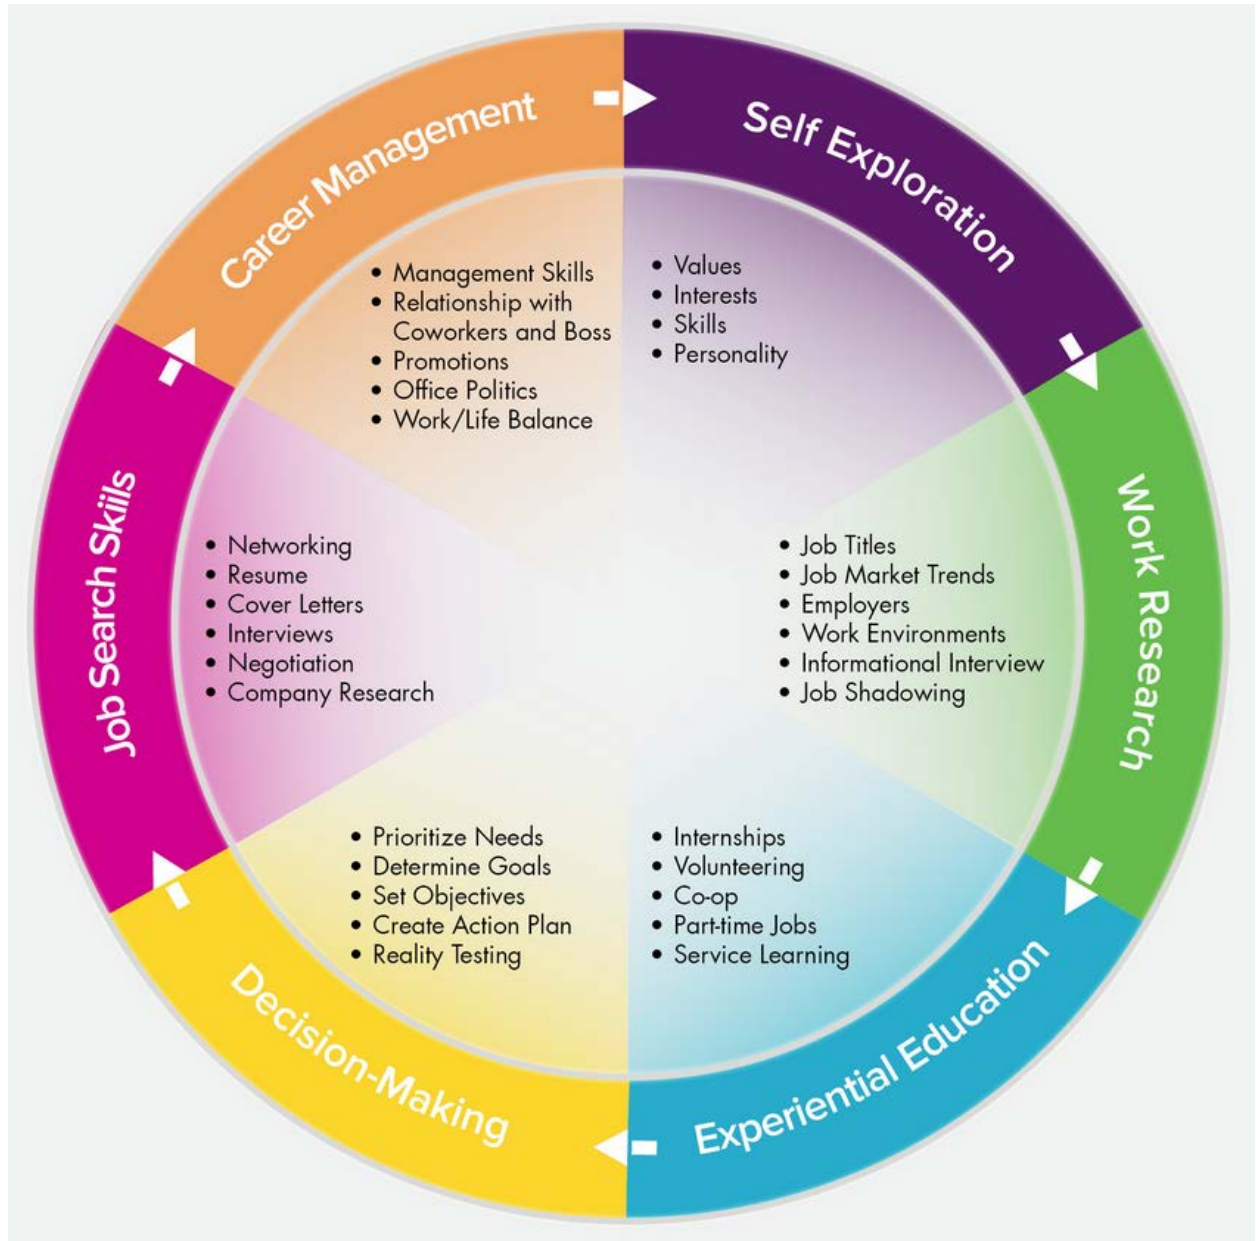 Self Exploration
• Values
• Interests
• Skills
• Personality
Work Research
• Job Titles
• Job Market Trends
• Employers
• Work Environments
• Informational Interview
• Job Shadowing
Experiential Education
• Internships
• Volunteering
• Co-op
• Part-time Jobs
• Service Learning
Decision-Making
• Prioritize Needs
• Determine Goals
• Set Objectives
• Create Action Plan
• Reality Testing
Job Search Skiils
• Networking
• Resume
• Cover Letters
• Interviews
• Negotiation
• Company Research
Career Management
• Management Skills
• Relationship with
Coworkers and Boss
• Promotions
• Office Politics
• Work/Life Balance